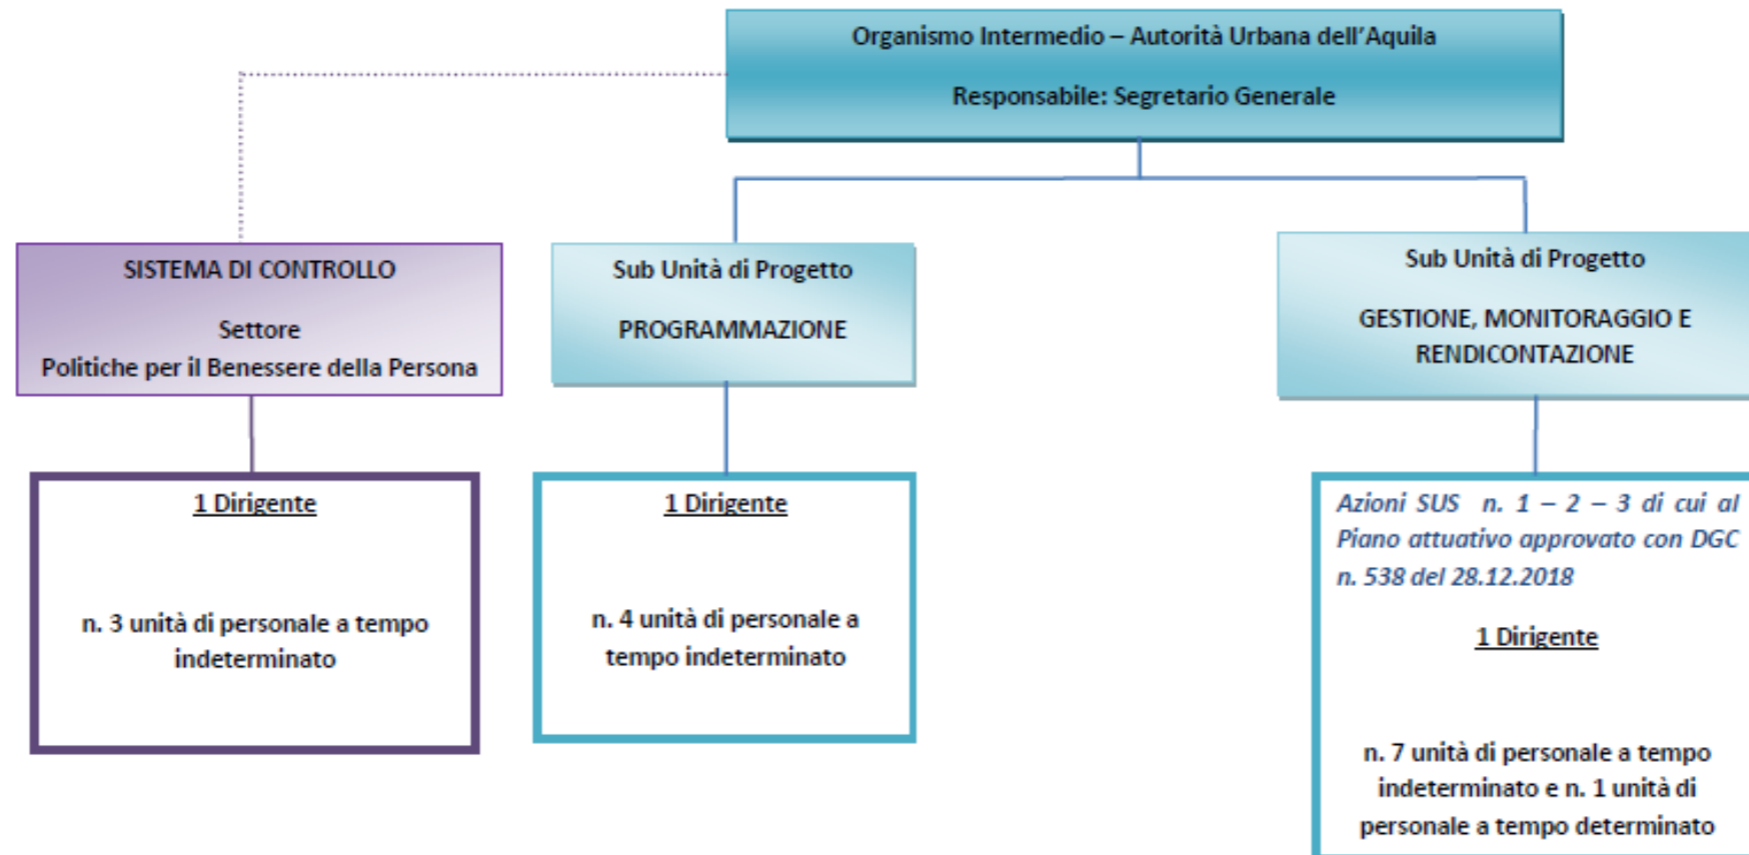 Organismo Intermedio – Autorità Urbana dell'Aquila
Responsabile: Segretario Generale
SISTEMA DI CONTROLLO
Settore
Politiche per il Benessere della Persona
Sub Unità di Progetto
PROGRAMMAZIONE
Sub Unità di Progetto
GESTIONE, MONITORAGGIO E
RENDICONTAZIONE
1 Dirigente
n. 3 unità di personale a tempo
indeterminato
1 Dirigente
n. 4 unità di personale a
tempo indeterminato
Azioni SUS n. 1 – 2 – 3 di cui al
Piano attuativo approvato con DGC
n. 538 del 28.12.2018
1 Dirigente
n. 7 unità di personale a tempo
indeterminato e n. 1 unità di
personale a tempo determinato